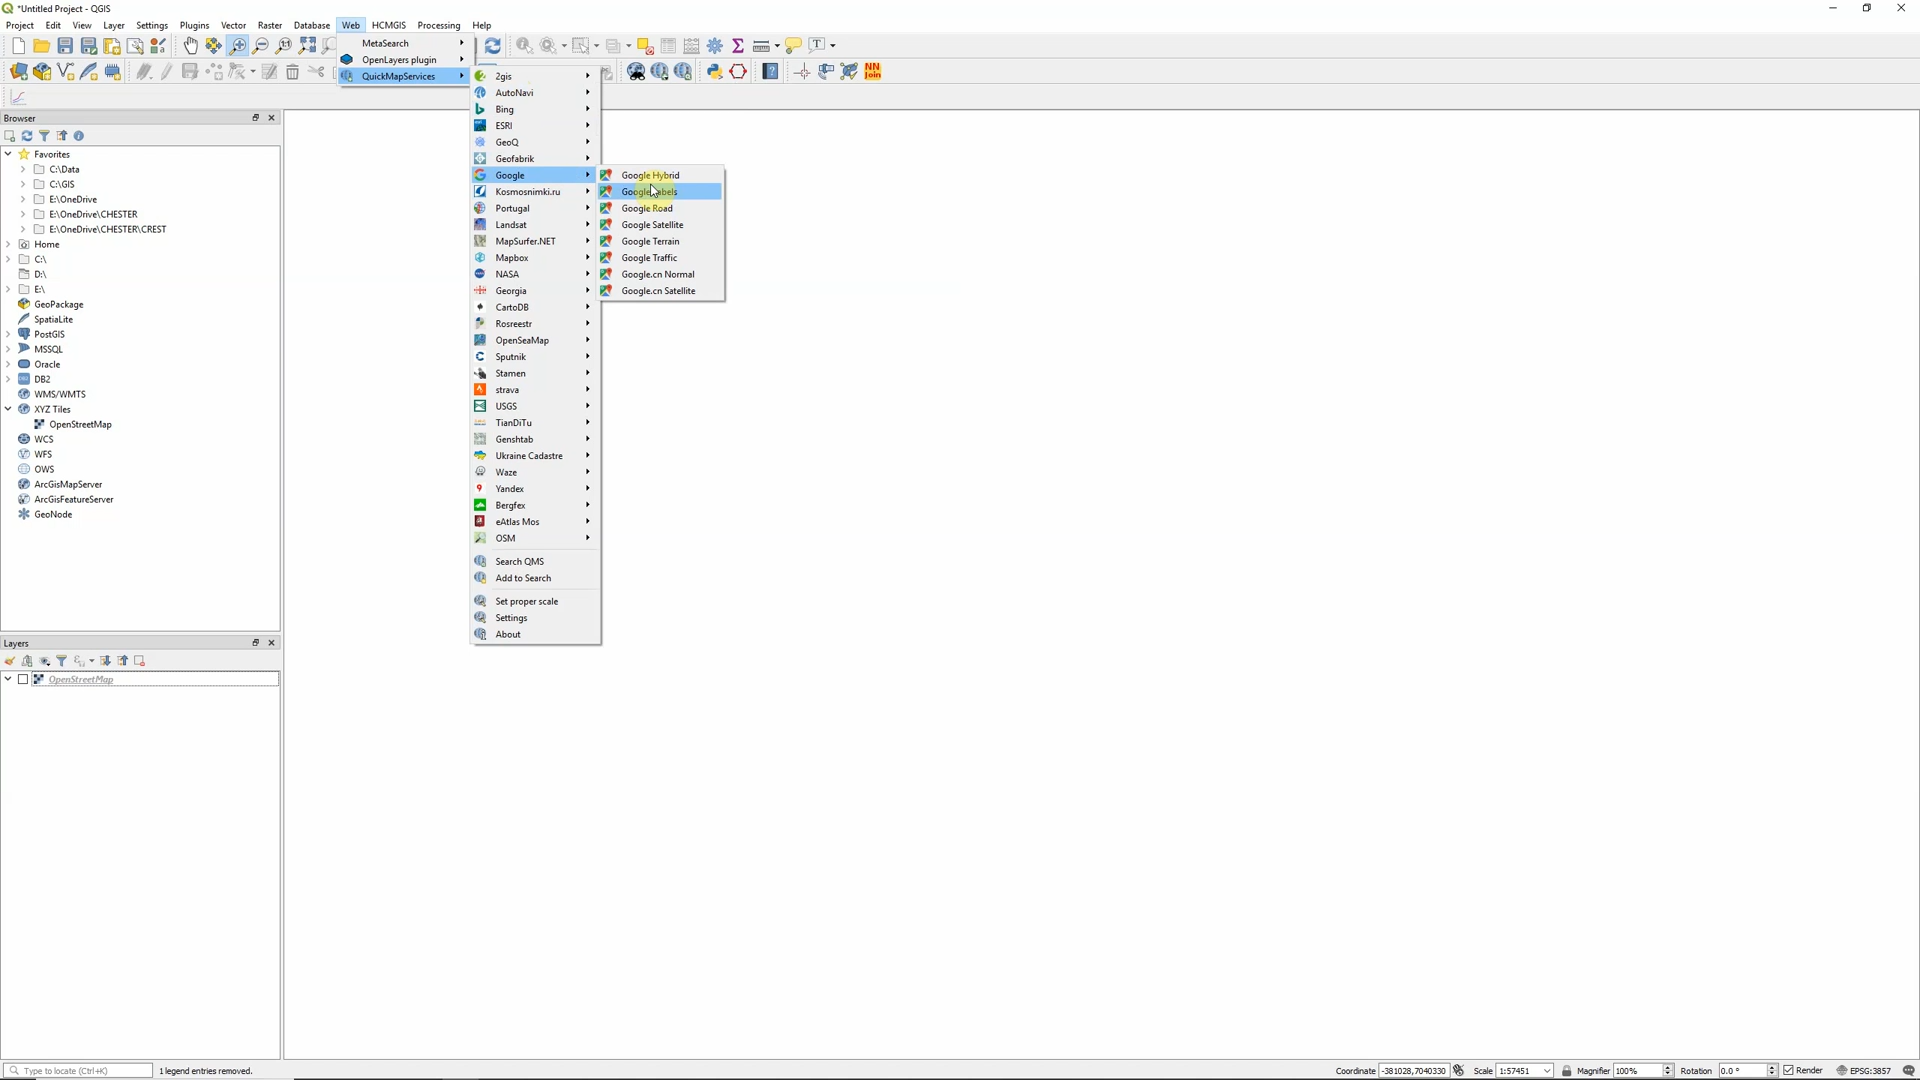 *Untitled Project - QGIS
Project Edit View Layer Settings Plugins Vector Raster Database Web HCMGIS Processing Help
MetaSearch
OpenLayers plugin
QuickMapServices
NN
Join
2gis
AutoNavi
Bing
ESRI
GeoQ
Geofabrik
Google
Kosmosnimki.ru
Portugal
Landsat
MapSurfer.NET
Mapbox
NASA
Georgia
CartoDB
Rosreestr
OpenSeaMap
Sputnik
Stamen
strava
USGS
TianDiTu
Genshtab
Ukraine Cadastre
Waze
Yandex
Bergfex
eAtlas Mos
OSM
Search QMS
Add to Search
Set proper scale
Settings
About
Google Hybrid
Google Labels
Google Road
Google Satellite
Google Terrain
Google Traffic
Google.cn Normal
Google.cn Satellite
Browser
Favorites
C:\Data
C:\GIS
E:\OneDrive
E:\OneDrive\CHESTER
E:\OneDrive\CHESTER\CREST
Home
C:\
D:\
E:\
GeoPackage
SpatiaLite
PostGIS
MSSQL
Oracle
DB2
WMS/WMTS
XYZ Tiles
OpenStreetMap
WCS
WFS
OWS
ArcGisMapServer
ArcGisFeatureServer
GeoNode
Layers
OpenStreetMap
Type to locate (Ctrl+K) 1 legend entries removed. Coordinate -381028,7040330 Scale 1:57451 Magnifier 100% Rotation 0.0 ° Render EPSG:3857